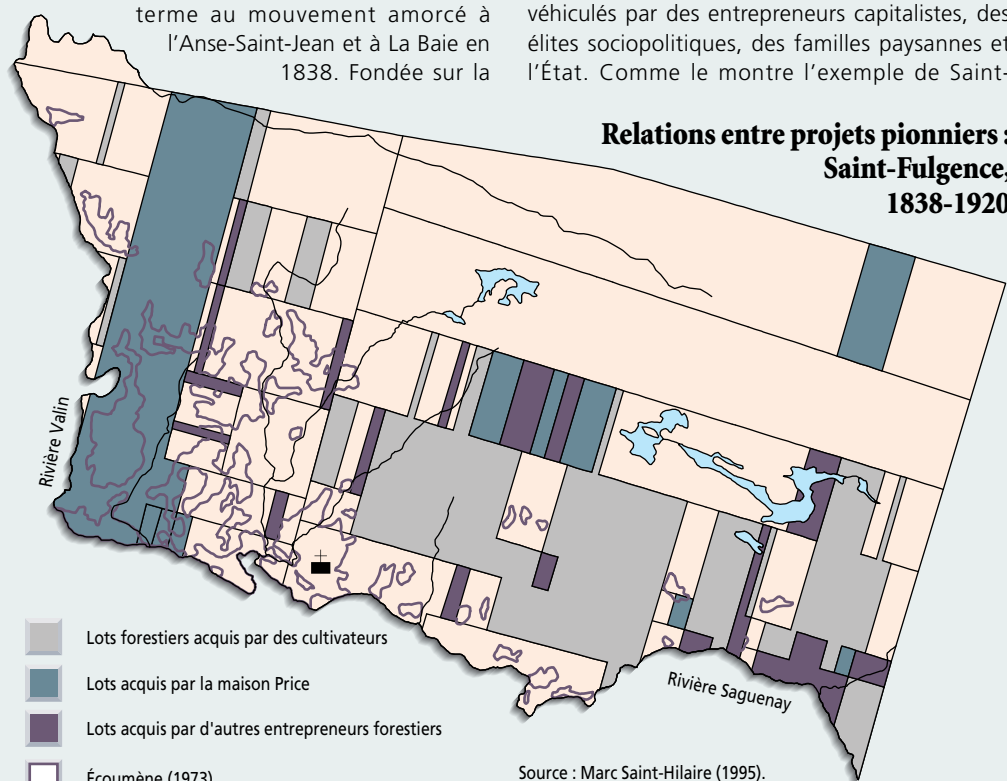 terme au mouvement amorcé à
l'Anse-Saint-Jean et à La Baie en
1838. Fondée sur la
véhiculés par des entrepreneurs capitalistes, des
élites sociopolitiques, des familles paysannes et
l'État. Comme le montre l'exemple de Saint-
Relations entre projets pionniers :
Saint-Fulgence,
1838-1920
Rivière Valin
Rivière Saguenay
Lots forestiers acquis par des cultivateurs
Lots acquis par la maison Price
Lots acquis par d'autres entrepreneurs forestiers
Écoumène (1973)
Source : Marc Saint-Hilaire (1995).